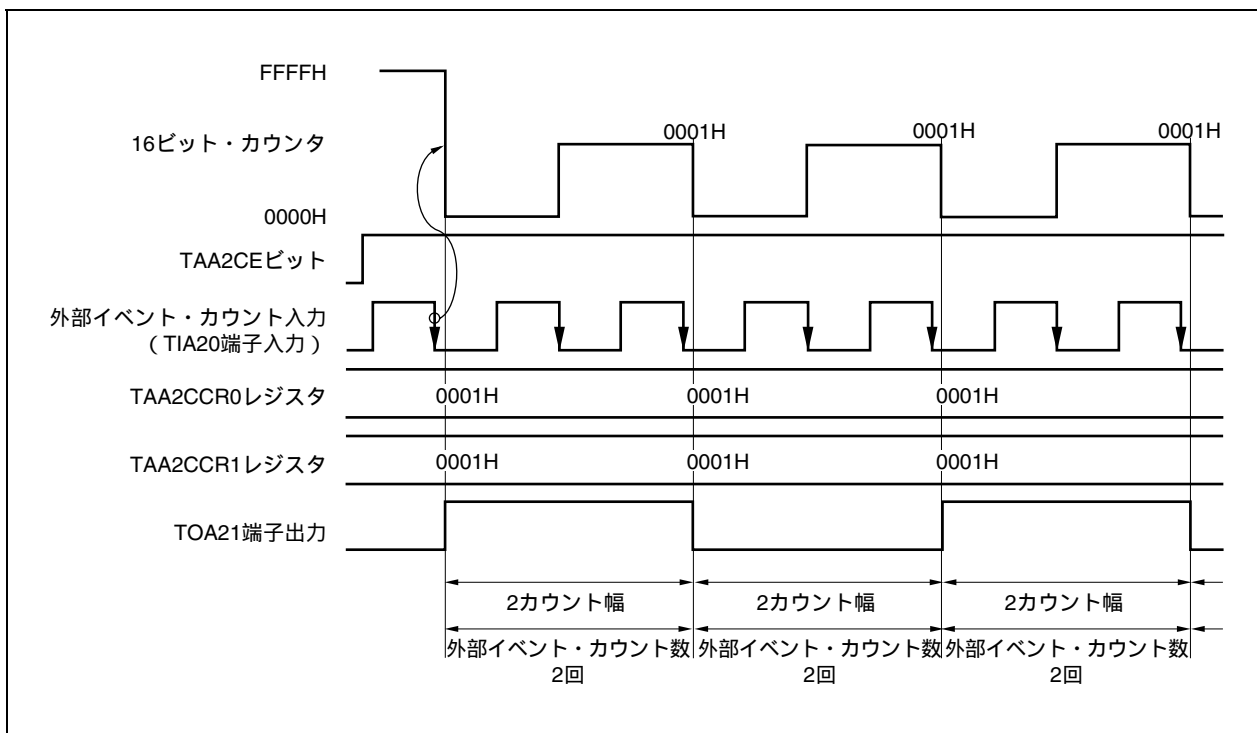 FFFFH
16ビット・カウンタ
0001H 0001H 0001H
0000H
TAA2CEビット
外部イベント・カウント入力
（TIA20端子入力）
TAA2CCR0レジスタ
0001H 0001H 0001H
TAA2CCR1レジスタ
0001H 0001H 0001H
TOA21端子出力
2カウント幅 2カウント幅 2カウント幅
外部イベント・カウント数 外部イベント・カウント数 外部イベント・カウント数
2回 2回 2回